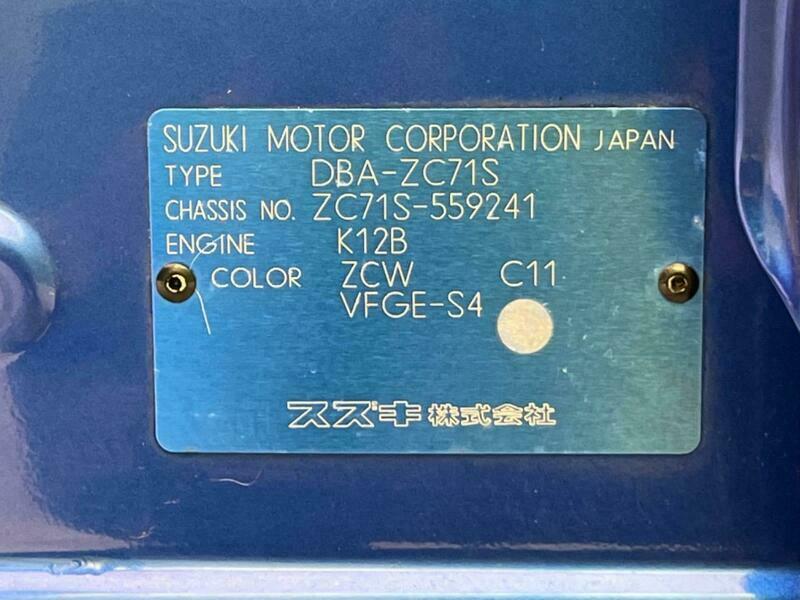 SUZUKI MOTOR CORPORATION JAPAN
TYPE DBA-ZC71S
CHASSIS NO. ZC71S-559241
ENGINE K12B
COLOR ZCW C11
VFGE-S4
スズキ株式会社